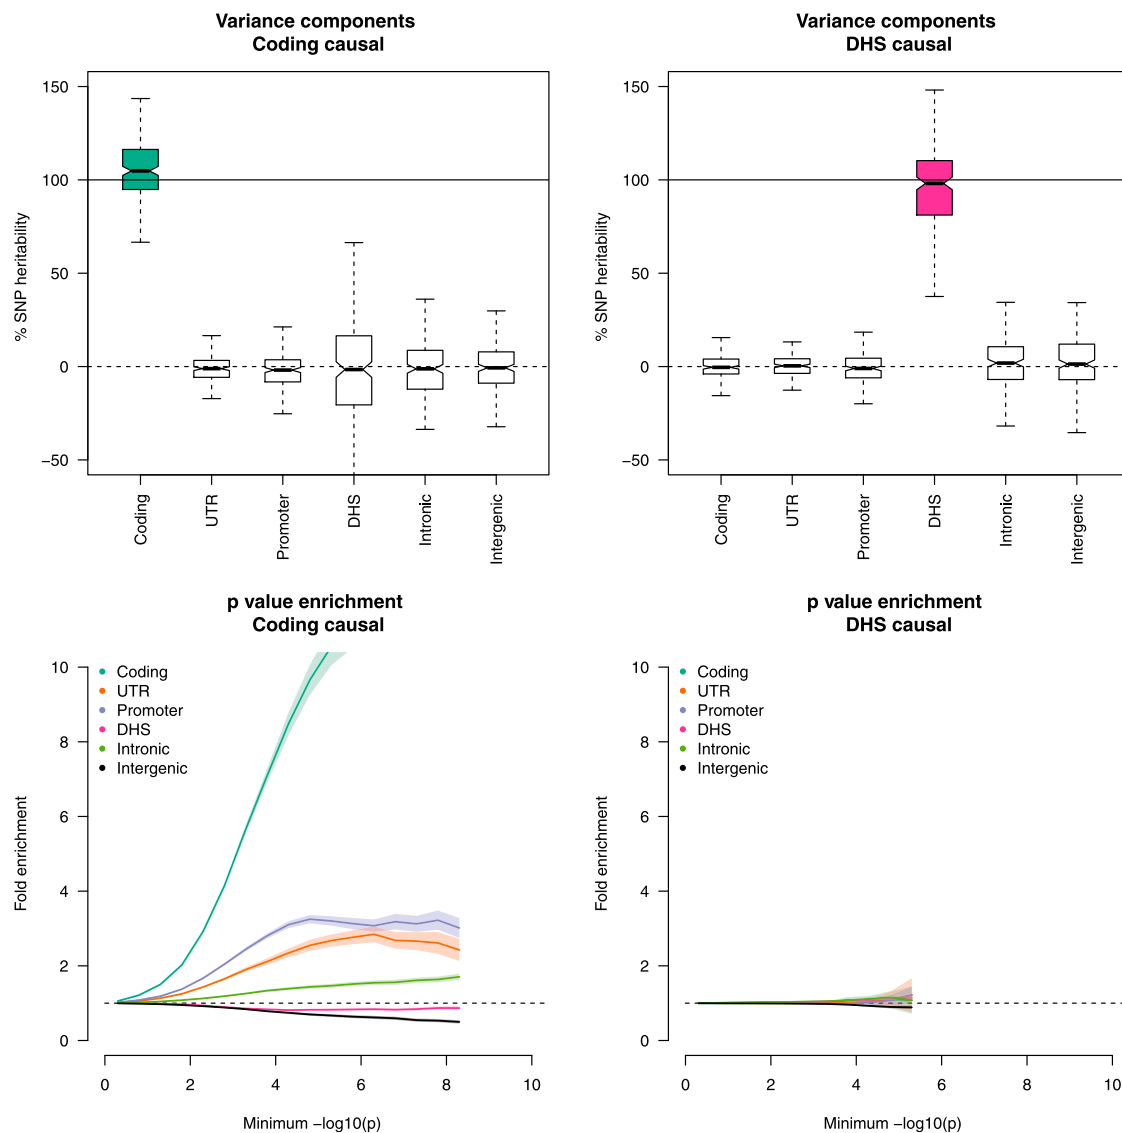 Variance components
Coding causal
% SNP heritability
150
100
50
0
−50
Coding
UTR
Promoter
DHS
Intronic
Intergenic
Variance components
DHS causal
% SNP heritability
150
100
50
0
−50
Coding
UTR
Promoter
DHS
Intronic
Intergenic
p value enrichment
Coding causal
Fold enrichment
10
8
6
4
2
0
Coding
UTR
Promoter
DHS
Intronic
Intergenic
0 2 4 6 8 10
Minimum −log10(p)
p value enrichment
DHS causal
Fold enrichment
10
8
6
4
2
0
Coding
UTR
Promoter
DHS
Intronic
Intergenic
0 2 4 6 8 10
Minimum −log10(p)